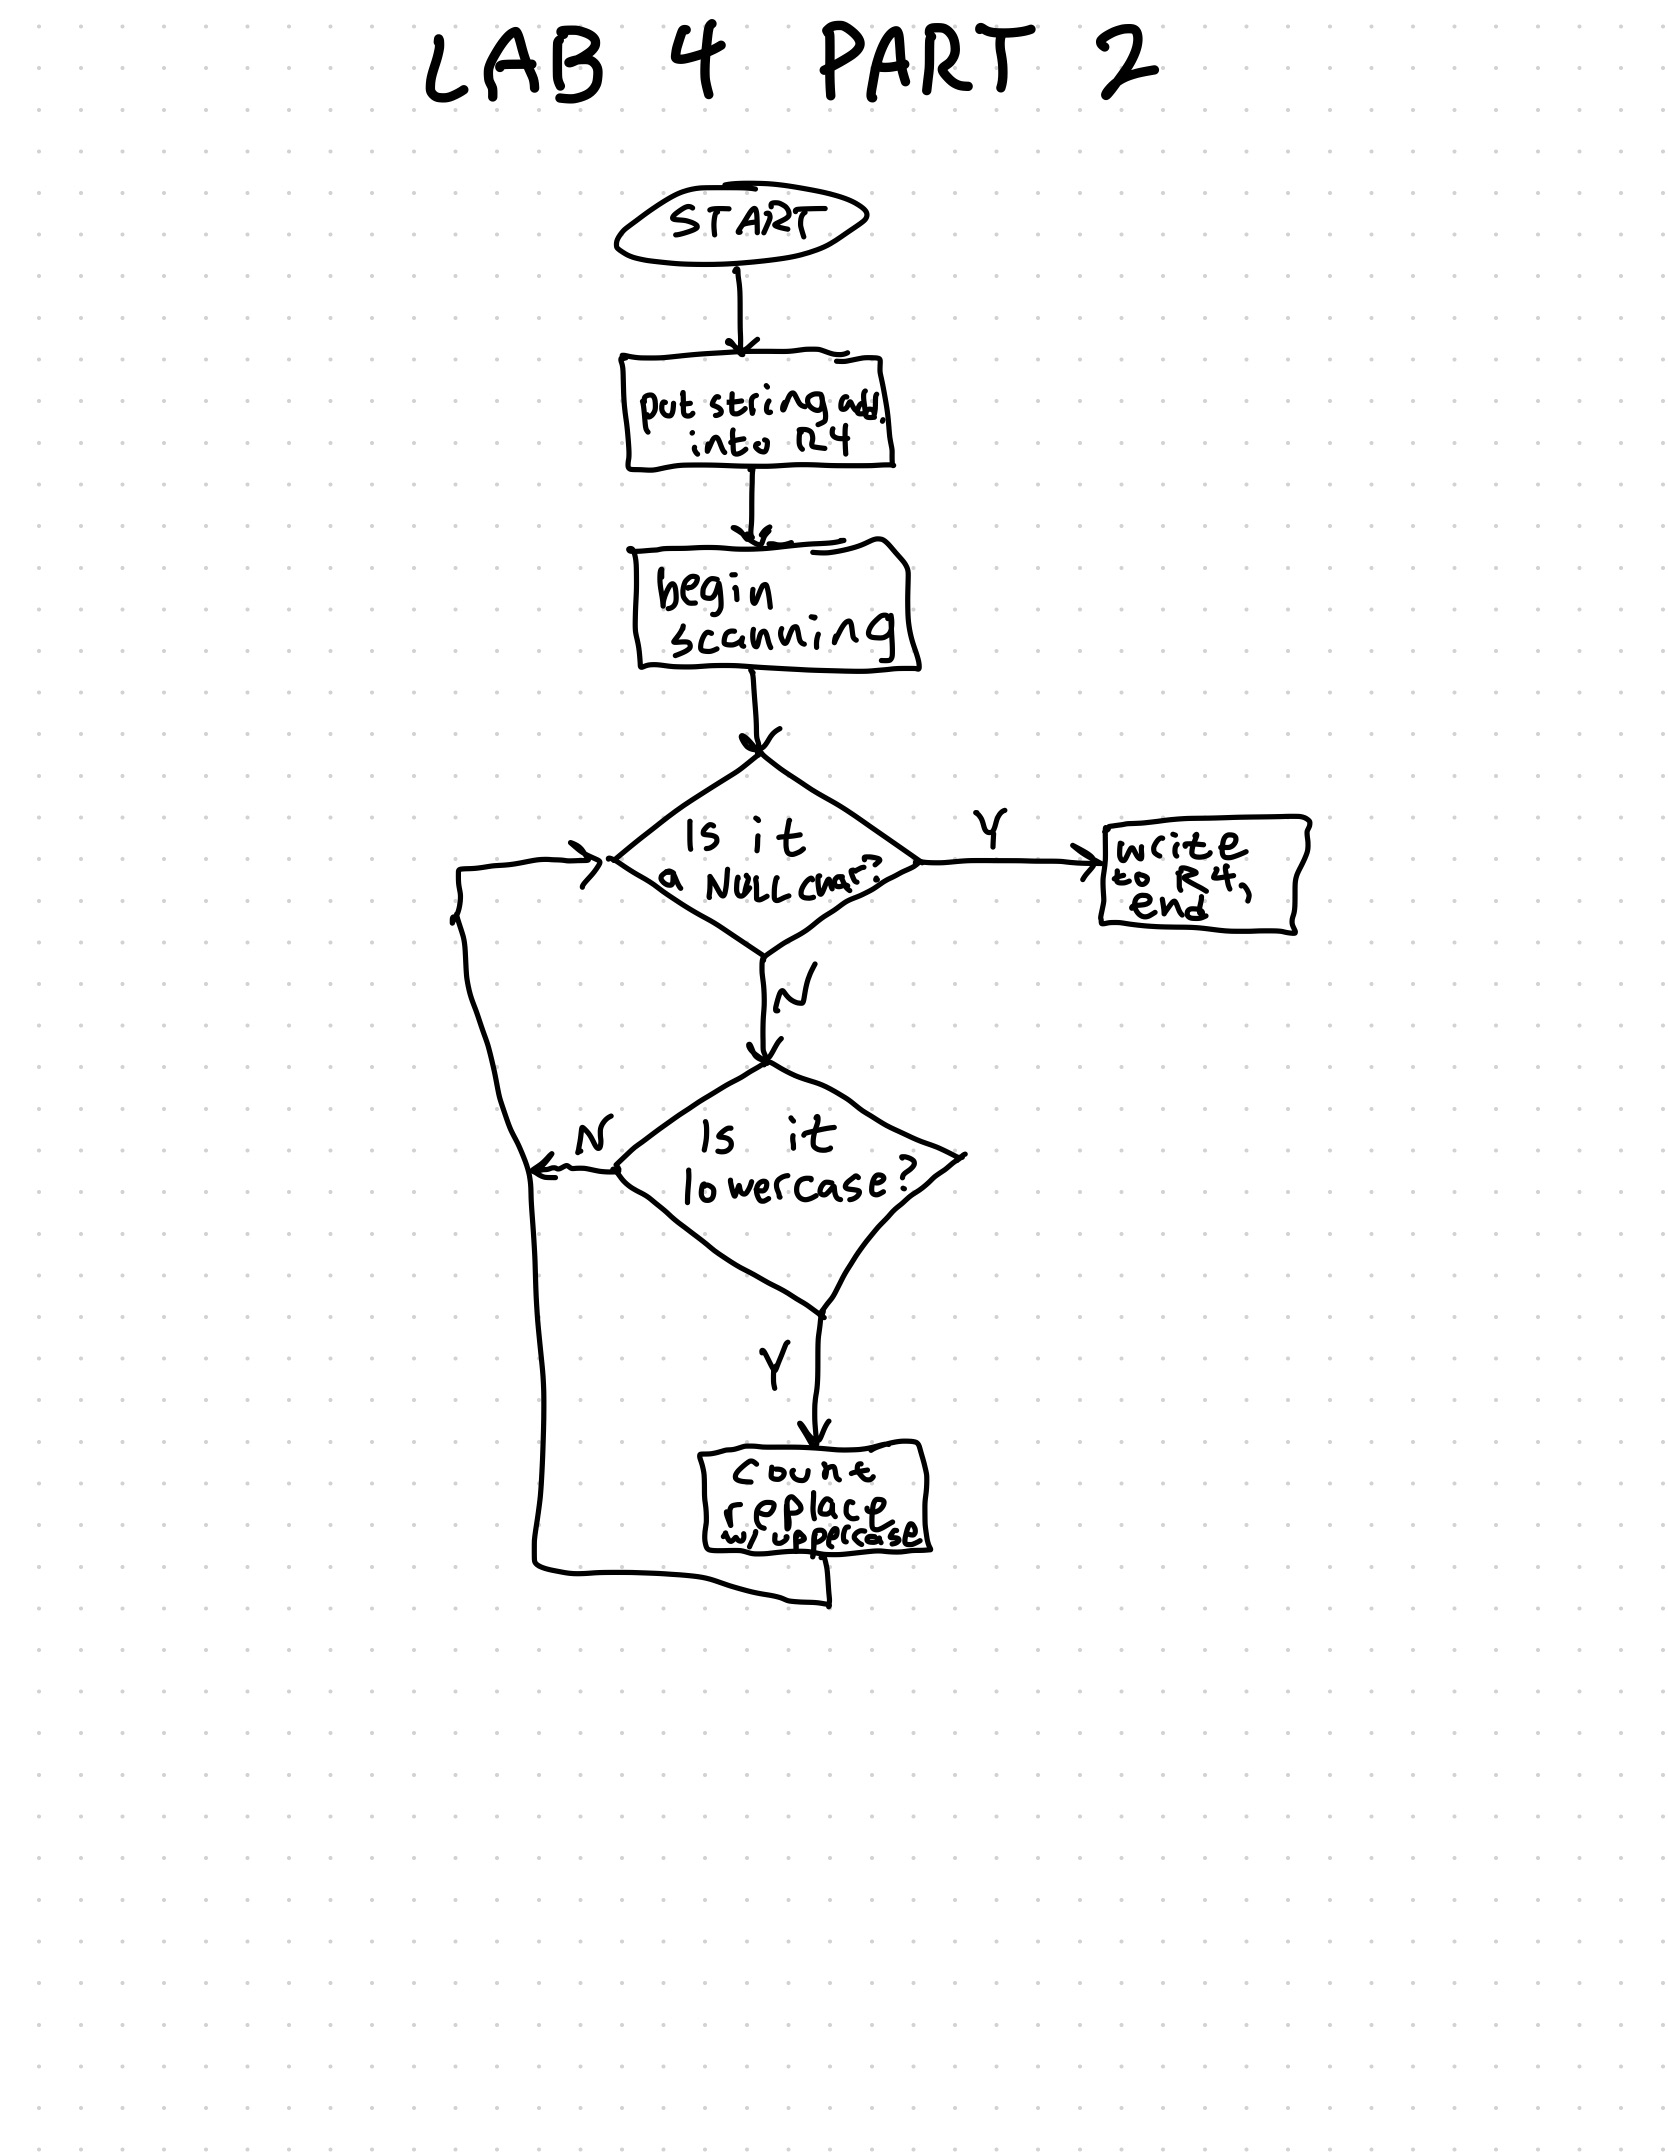 LAB 4 PART 2
START
put string add.
into R4
begin
scanning
Is it
a NULL char?
Y
write
to R4,
end
N
Is it
lowercase?
N
Y
count
replace
w/ uppercase